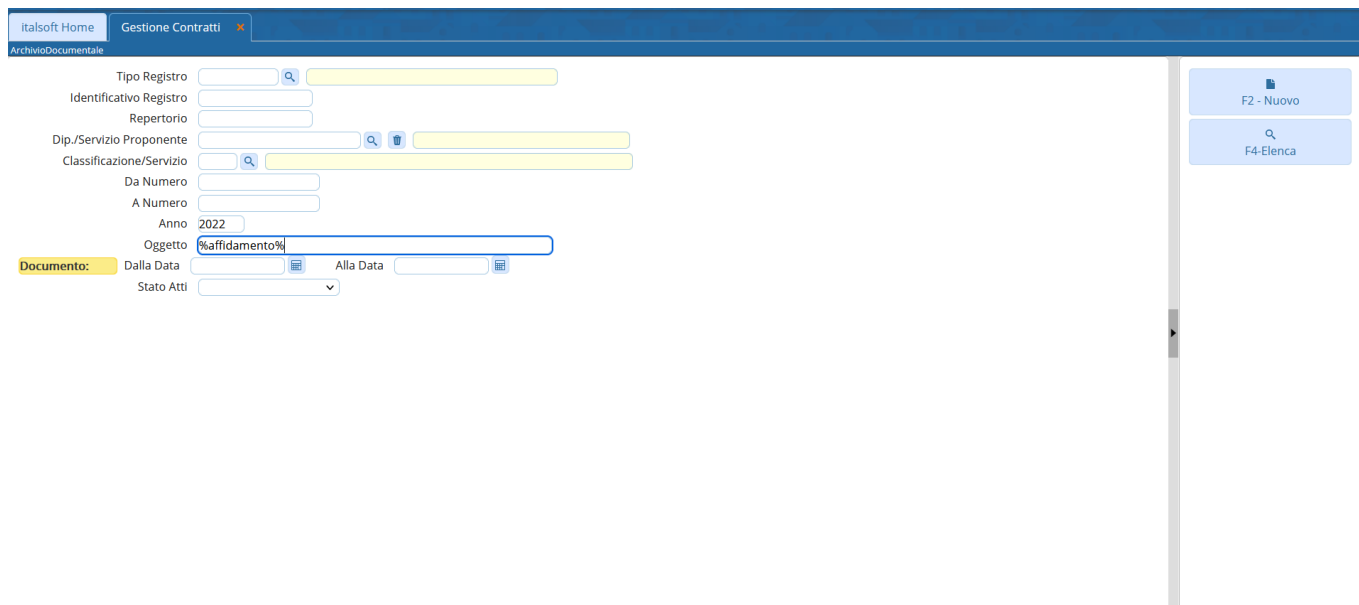 italsoft Home Gestione Contratti ×
ArchivioDocumentale
Tipo Registro
Identificativo Registro
Repertorio
Dip./Servizio Proponente
Classificazione/Servizio
Da Numero
A Numero
Anno 2022
Oggetto %affidamento%
Documento: Dalla Data Alla Data
Stato Atti
F2 - Nuovo
F4-Elenca